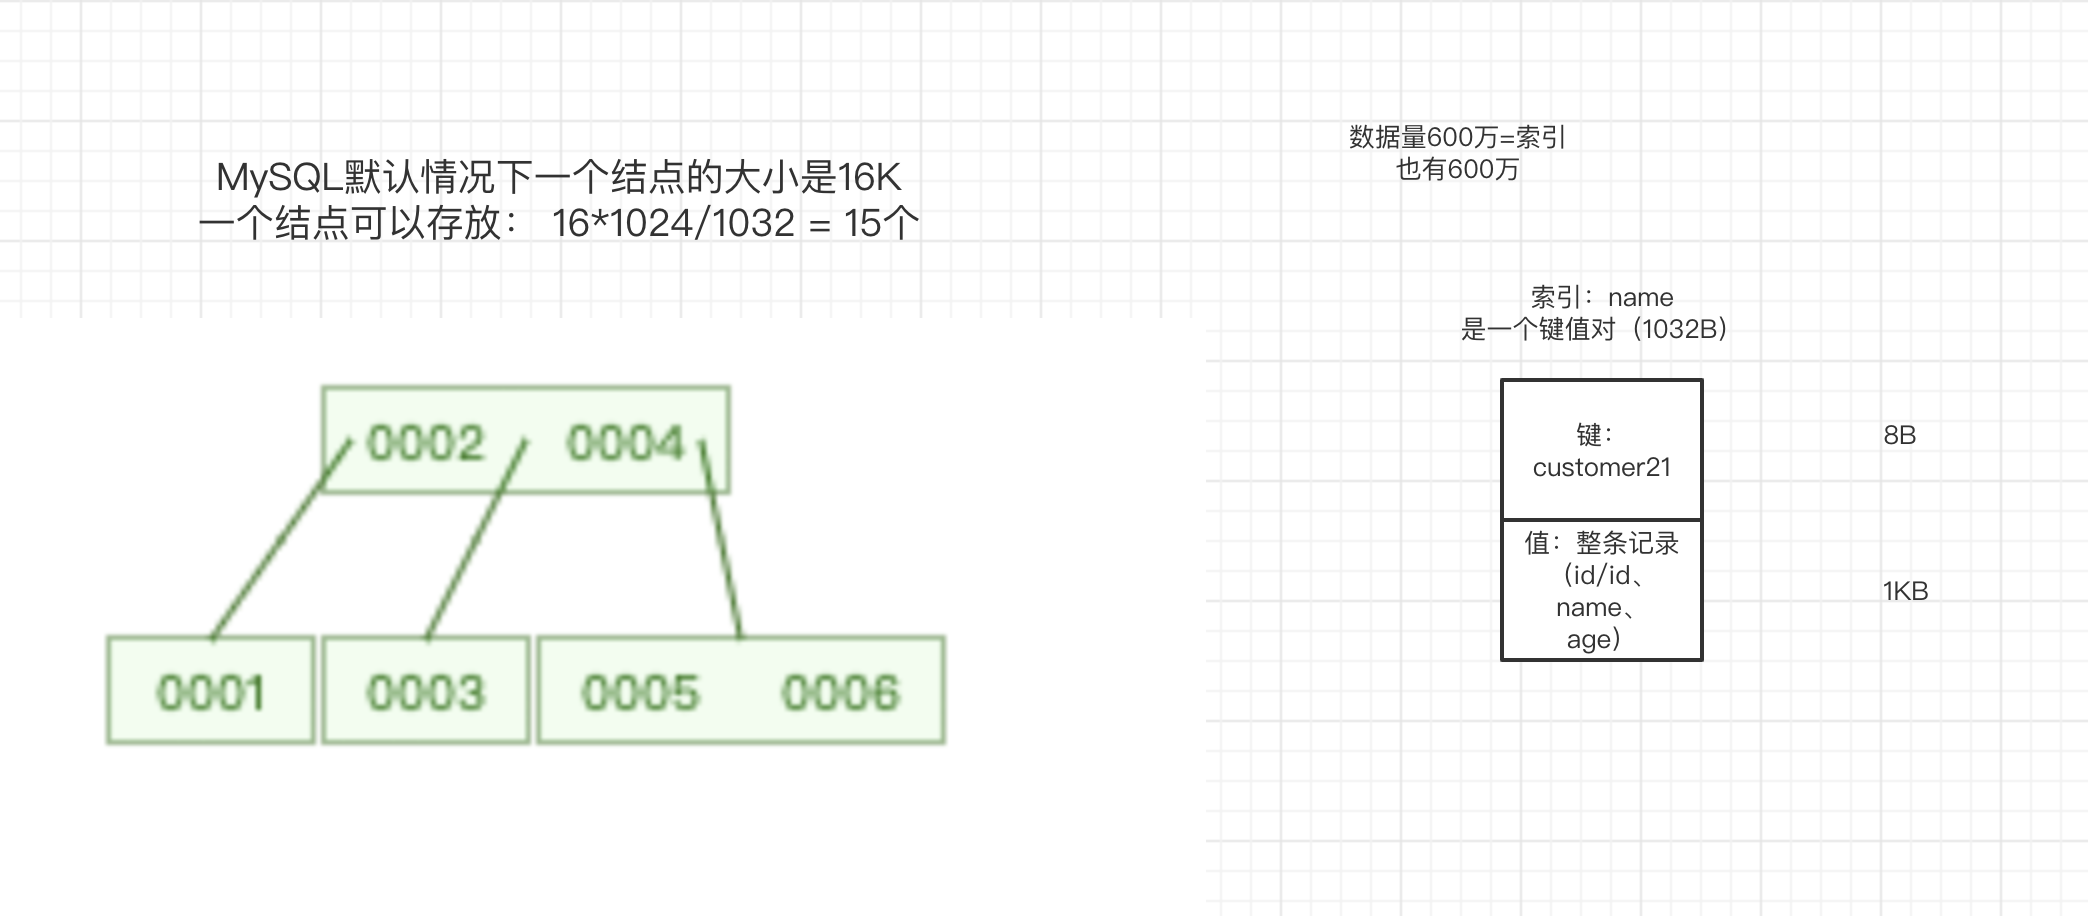 MySQL默认情况下一个结点的大小是16K
一个结点可以存放： 16*1024/1032 = 15个
数据量600万=索引
也有600万
索引：name
是一个键值对（1032B）
键：
customer21
8B
值：整条记录
（id/id、
name、
age）
1KB
0002 0004
0001 0003 0005 0006